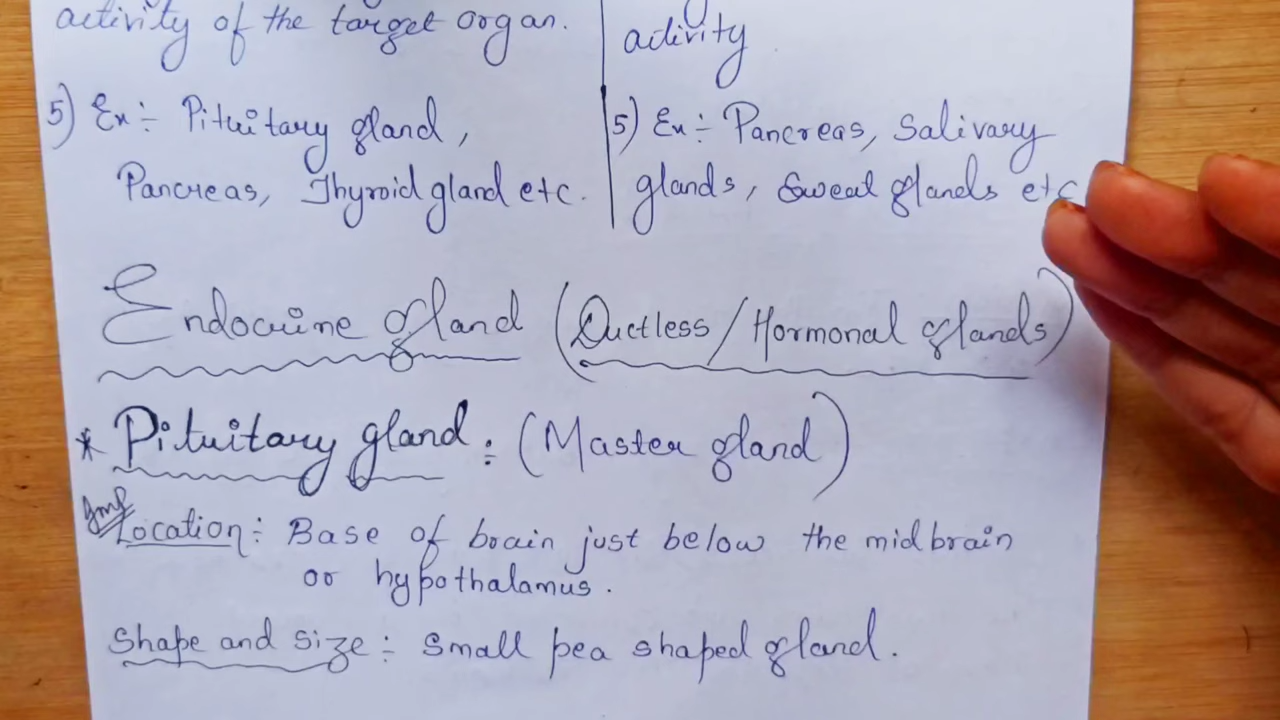 activity of the target organ.
activity
5) Ex:- Pituitary gland,
Pancreas, Thyroid gland etc.
5) Ex:- Pancreas, Salivary
glands, Sweat glands etc
Endocrine gland (Ductless/Hormonal glands)
* Pituitary gland:- (Master gland)
Imp
Location:- Base of brain just below the midbrain
or hypothalamus.
Shape and size:- Small pea shaped gland.